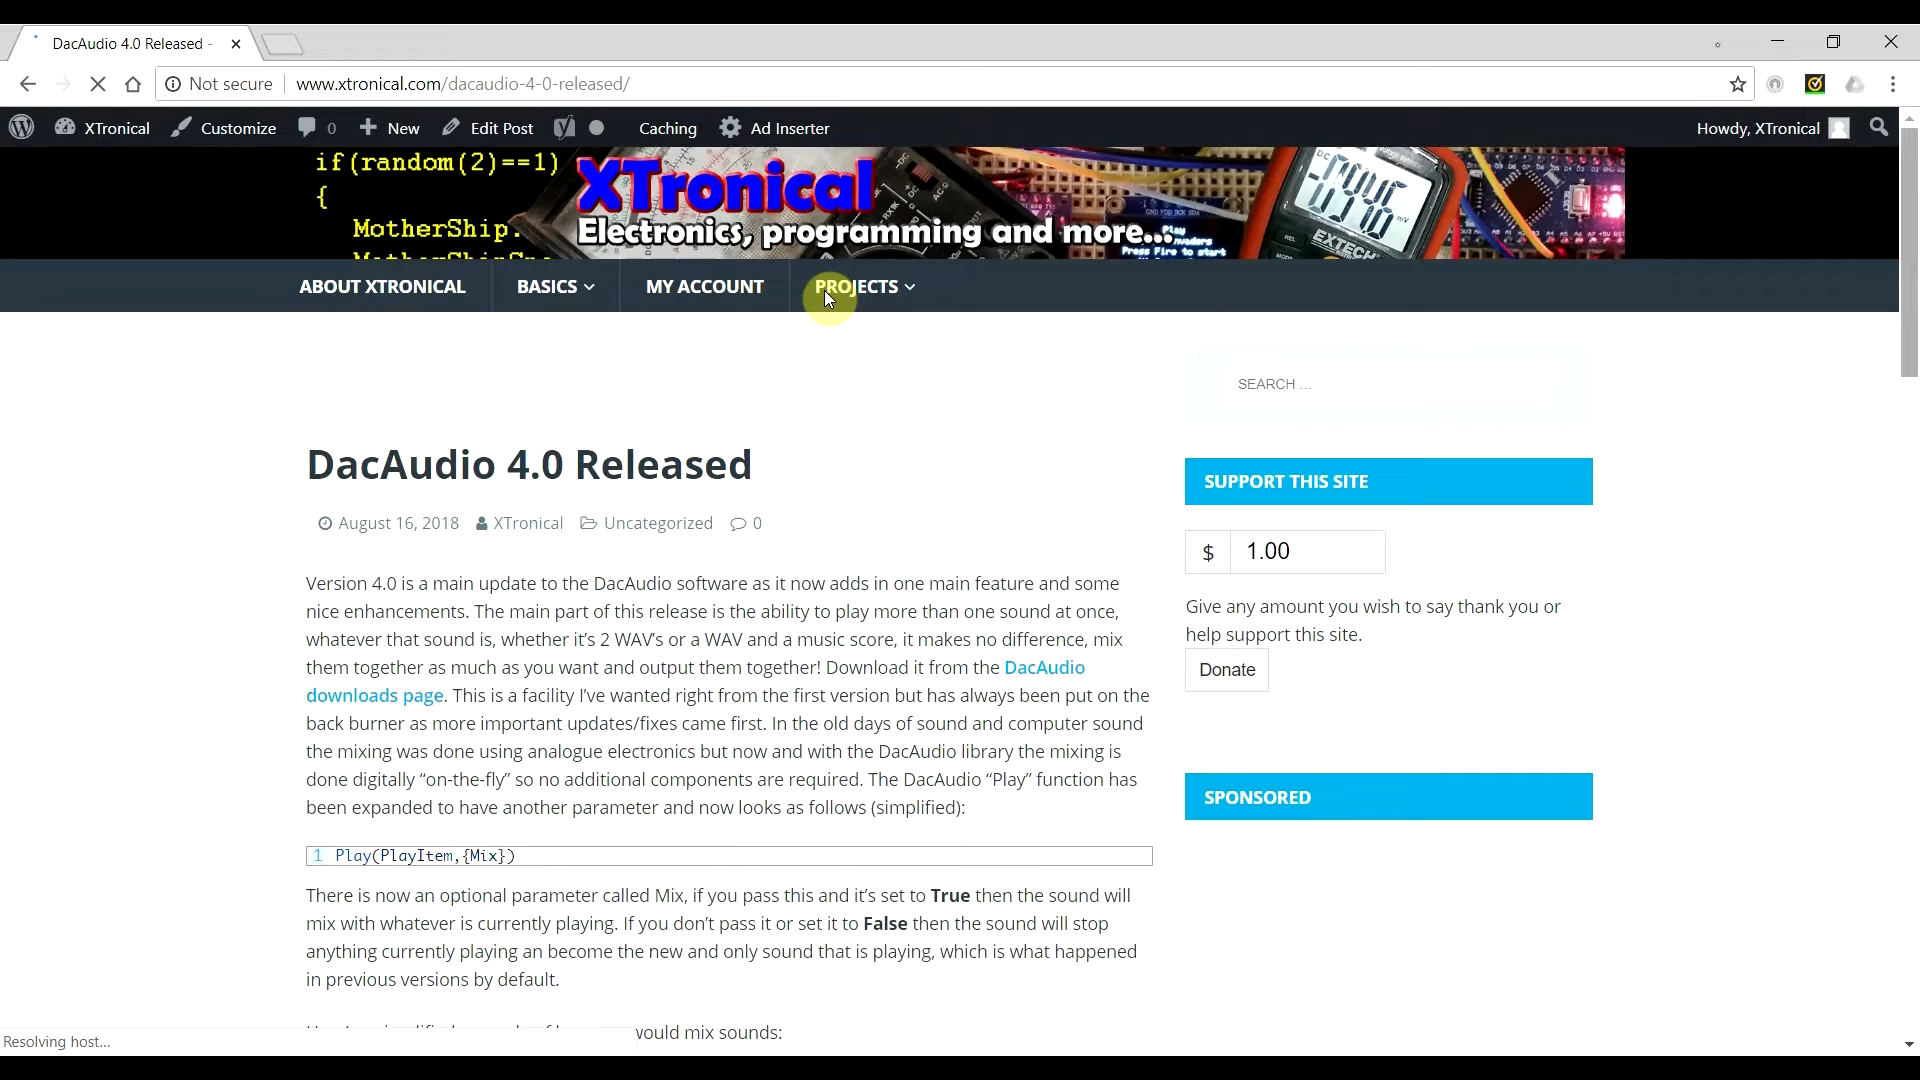 DacAudio 4.0 Released -
Not secure www.xtronical.com/dacaudio-4-0-released/
XTronical Customize 0 New Edit Post Caching Ad Inserter Howdy, XTronical
if(random(2)==1)
{
MotherShip.
XTronical
Electronics, programming and more...
Play
Press Fire to start
EXTECH
ABOUT XTRONICAL BASICS MY ACCOUNT PROJECTS
SEARCH ...
DacAudio 4.0 Released
August 16, 2018 XTronical Uncategorized 0
Version 4.0 is a main update to the DacAudio software as it now adds in one main feature and some
nice enhancements. The main part of this release is the ability to play more than one sound at once,
whatever that sound is, whether it's 2 WAV's or a WAV and a music score, it makes no difference, mix
them together as much as you want and output them together! Download it from the DacAudio
downloads page. This is a facility I've wanted right from the first version but has always been put on the
back burner as more important updates/fixes came first. In the old days of sound and computer sound
the mixing was done using analogue electronics but now and with the DacAudio library the mixing is
done digitally “on-the-fly” so no additional components are required. The DacAudio “Play” function has
been expanded to have another parameter and now looks as follows (simplified):
1 Play(PlayItem,{Mix})
There is now an optional parameter called Mix, if you pass this and it's set to True then the sound will
mix with whatever is currently playing. If you don't pass it or set it to False then the sound will stop
anything currently playing an become the new and only sound that is playing, which is what happened
in previous versions by default.
would mix sounds:
SUPPORT THIS SITE
$ 1.00
Give any amount you wish to say thank you or
help support this site.
Donate
SPONSORED
Resolving host...